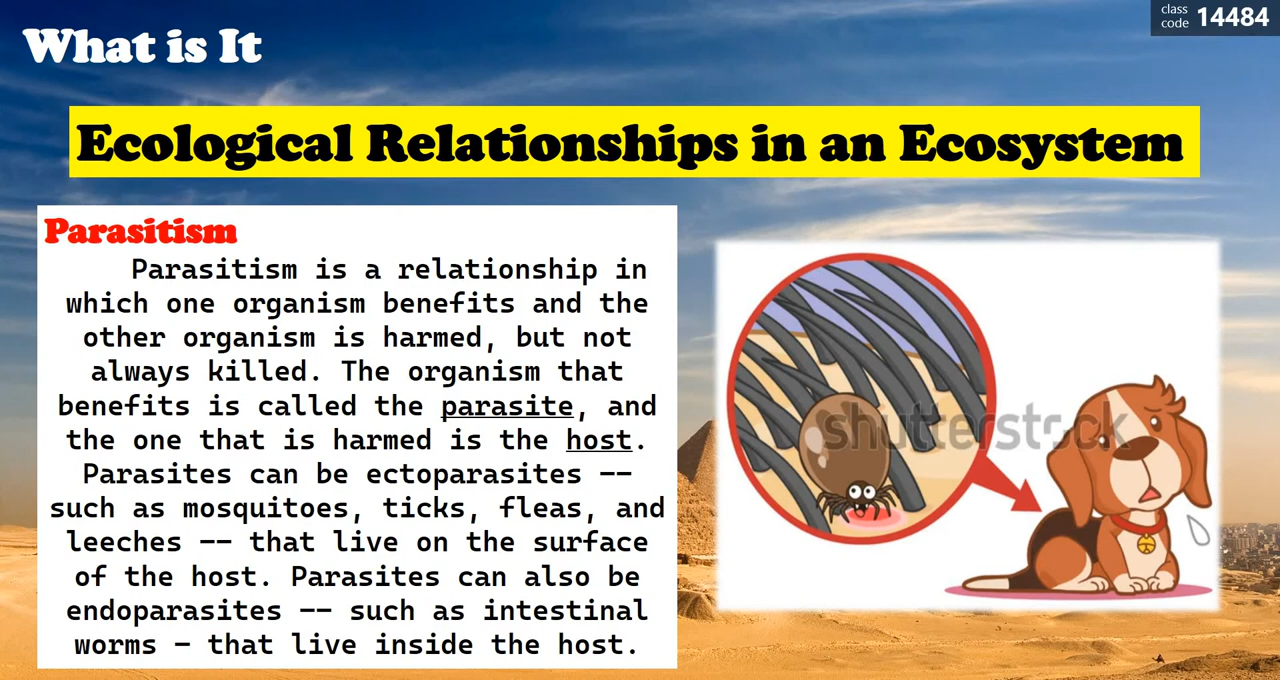 class
code 14484
What is It
Ecological Relationships in an Ecosystem
Parasitism
Parasitism is a relationship in
which one organism benefits and the
other organism is harmed, but not
always killed. The organism that
benefits is called the parasite, and
the one that is harmed is the host.
Parasites can be ectoparasites --
such as mosquitoes, ticks, fleas, and
leeches -- that live on the surface
of the host. Parasites can also be
endoparasites -- such as intestinal
worms – that live inside the host.
shutterstock